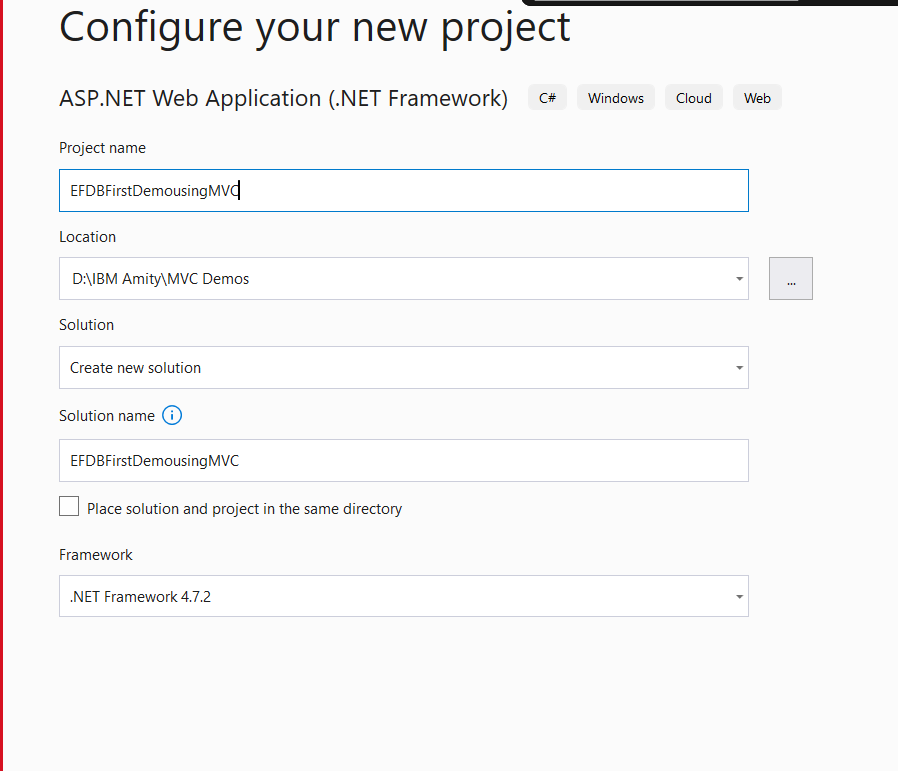 Configure your new project
ASP.NET Web Application (.NET Framework) C# Windows Cloud Web
Project name
EFDBFirstDemousingMVC
Location
D:\IBM Amity\MVC Demos
...
Solution
Create new solution
Solution name
EFDBFirstDemousingMVC
Place solution and project in the same directory
Framework
.NET Framework 4.7.2